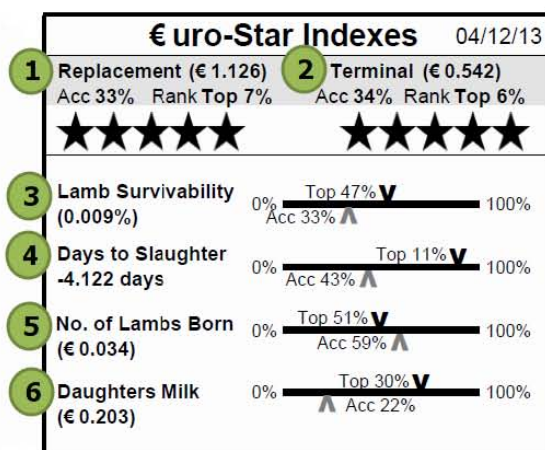 € uro-Star Indexes 04/12/13
1 Replacement (€ 1.126) 2 Terminal (€ 0.542)
Acc 33% Rank Top 7% Acc 34% Rank Top 6%
3 Lamb Survivability
(0.009%)
0% Top 47% 100%
Acc 33%
4 Days to Slaughter
-4.122 days
0% Top 11% 100%
Acc 43%
5 No. of Lambs Born
(€ 0.034)
0% Top 51% 100%
Acc 59%
6 Daughters Milk
(€ 0.203)
0% Top 30% 100%
Acc 22%